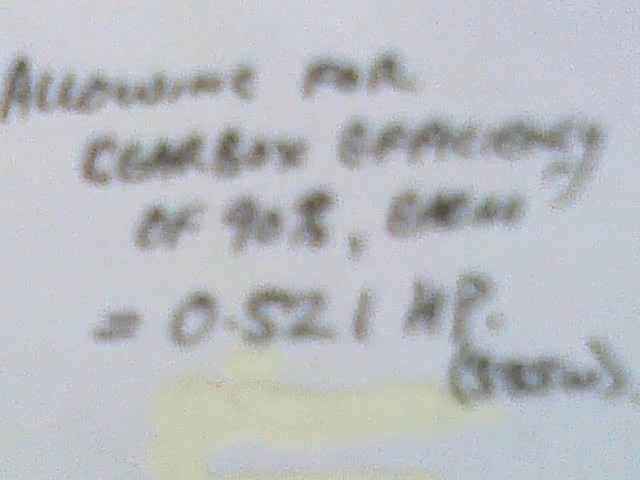 ALLOWING FOR
GEARBOX EFFICIENCY
OF 90%,
= 0.521 HP.